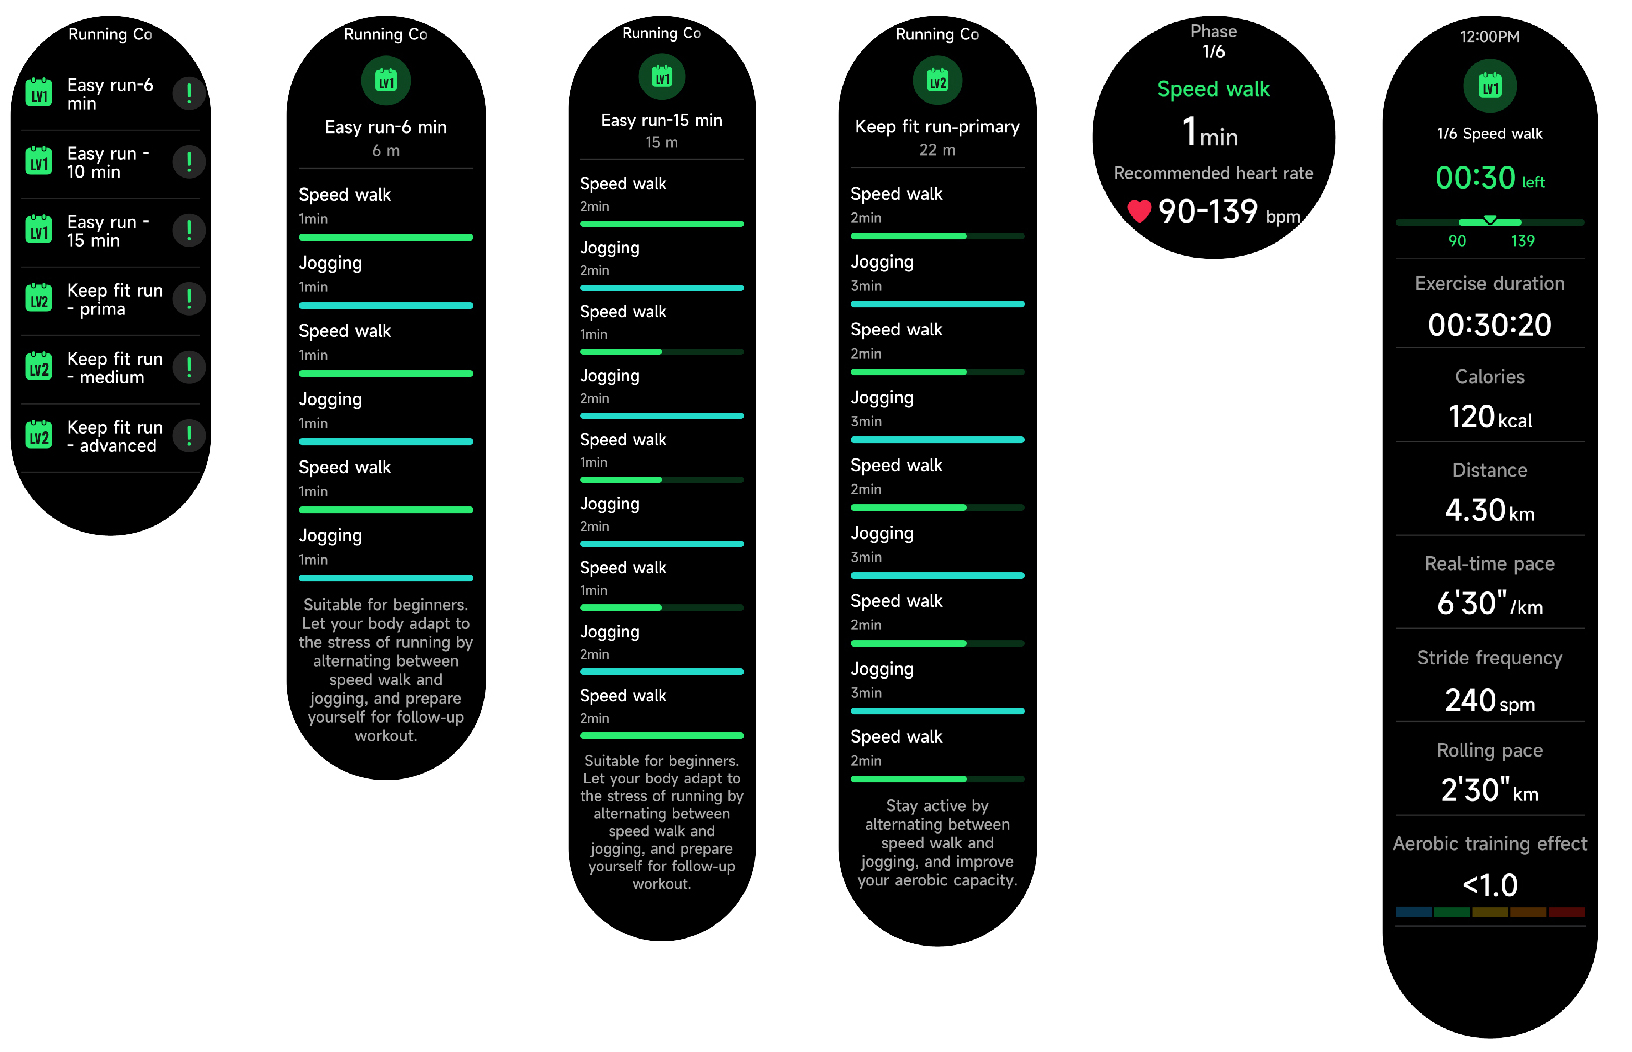 Running Co
LV1
Easy run-6
min
!
LV1
Easy run -
10 min
!
LV1
Easy run -
15 min
!
LV2
Keep fit run
- prima
!
LV2
Keep fit run
- medium
!
LV2
Keep fit run
- advanced
!
Running Co
LV1
Easy run-6 min
6 m
Speed walk
1min
Jogging
1min
Speed walk
1min
Jogging
1min
Speed walk
1min
Jogging
1min
Suitable for beginners.
Let your body adapt to
the stress of running by
alternating between
speed walk and
jogging, and prepare
yourself for follow-up
workout.
Running Co
LV1
Easy run-15 min
15 m
Speed walk
2min
Jogging
2min
Speed walk
1min
Jogging
2min
Speed walk
1min
Jogging
2min
Speed walk
1min
Jogging
2min
Speed walk
2min
Suitable for beginners.
Let your body adapt to
the stress of running by
alternating between
speed walk and
jogging, and prepare
yourself for follow-up
workout.
Running Co
LV2
Keep fit run-primary
22 m
Speed walk
2min
Jogging
3min
Speed walk
2min
Jogging
3min
Speed walk
2min
Jogging
3min
Speed walk
2min
Jogging
3min
Speed walk
2min
Stay active by
alternating between
speed walk and
jogging, and improve
your aerobic capacity.
Phase
1/6
Speed walk
1min
Recommended heart rate
90-139 bpm
12:00PM
LV1
1/6 Speed walk
00:30 left
90 139
Exercise duration
00:30:20
Calories
120 kcal
Distance
4.30 km
Real-time pace
6'30" /km
Stride frequency
240 spm
Rolling pace
2'30" km
Aerobic training effect
<1.0